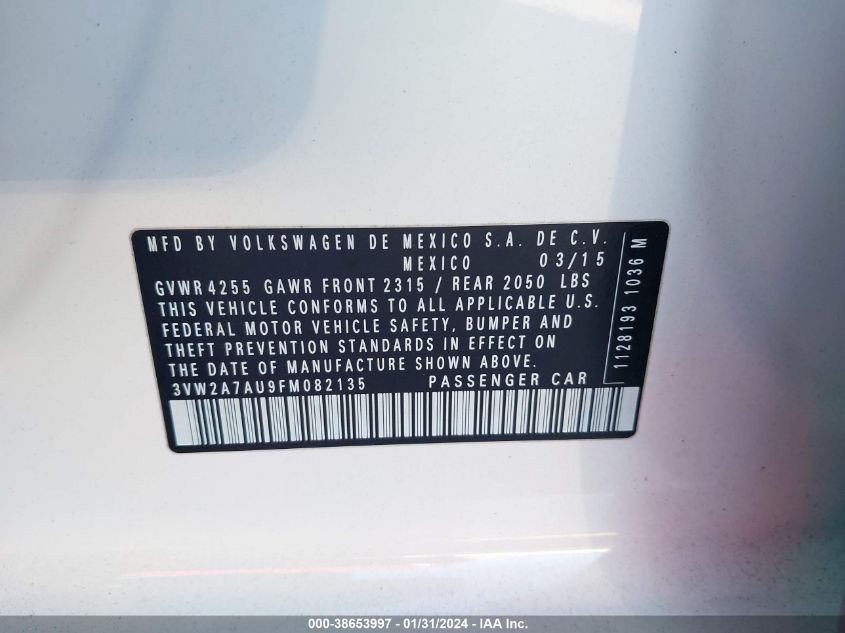 MFD BY VOLKSWAGEN DE MEXICO S.A. DE C.V.
MEXICO 03/15
GVWR 4255 GAWR FRONT 2315 / REAR 2050 LBS
THIS VEHICLE CONFORMS TO ALL APPLICABLE U.S.
FEDERAL MOTOR VEHICLE SAFETY, BUMPER AND
THEFT PREVENTION STANDARDS IN EFFECT ON
THE DATE OF MANUFACTURE SHOWN ABOVE.
3VW2A7AU9FM082135 PASSENGER CAR
1128193 1036 M
000-38653997 - 01/31/2024 - IAA Inc.